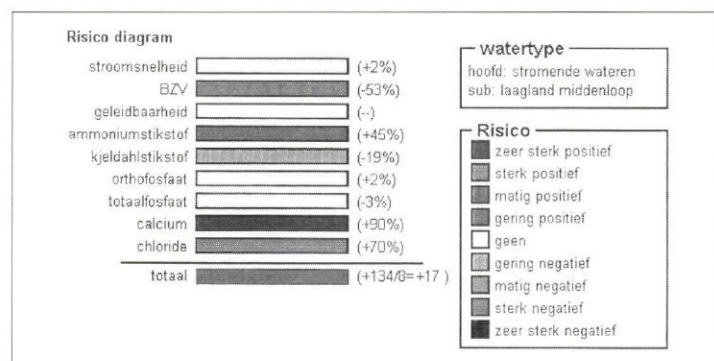 Risico diagram
stroomsnelheid (+2%)
BZV (-53%)
geleidbaarheid (--)
ammoniumstikstof (+45%)
kjeldahlstikstof (-19%)
orthofosfaat (+2%)
totaalfosfaat (-3%)
calcium (+90%)
chloride (+70%)
totaal (+134/8=+17 )
watertype
hoofd: stromende wateren
sub: laagland middenloop
Risico
zeer sterk positief
sterk positief
matig positief
gering positief
geen
gering negatief
matig negatief
sterk negatief
zeer sterk negatief